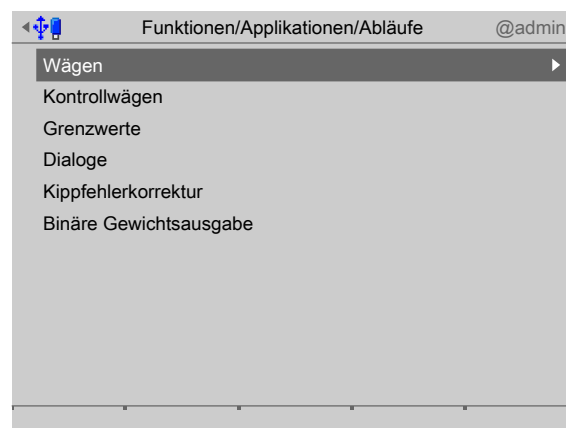 Funktionen/Applikationen/Abläufe @admin
Wägen
Kontrollwägen
Grenzwerte
Dialoge
Kippfehlerkorrektur
Binäre Gewichtsausgabe